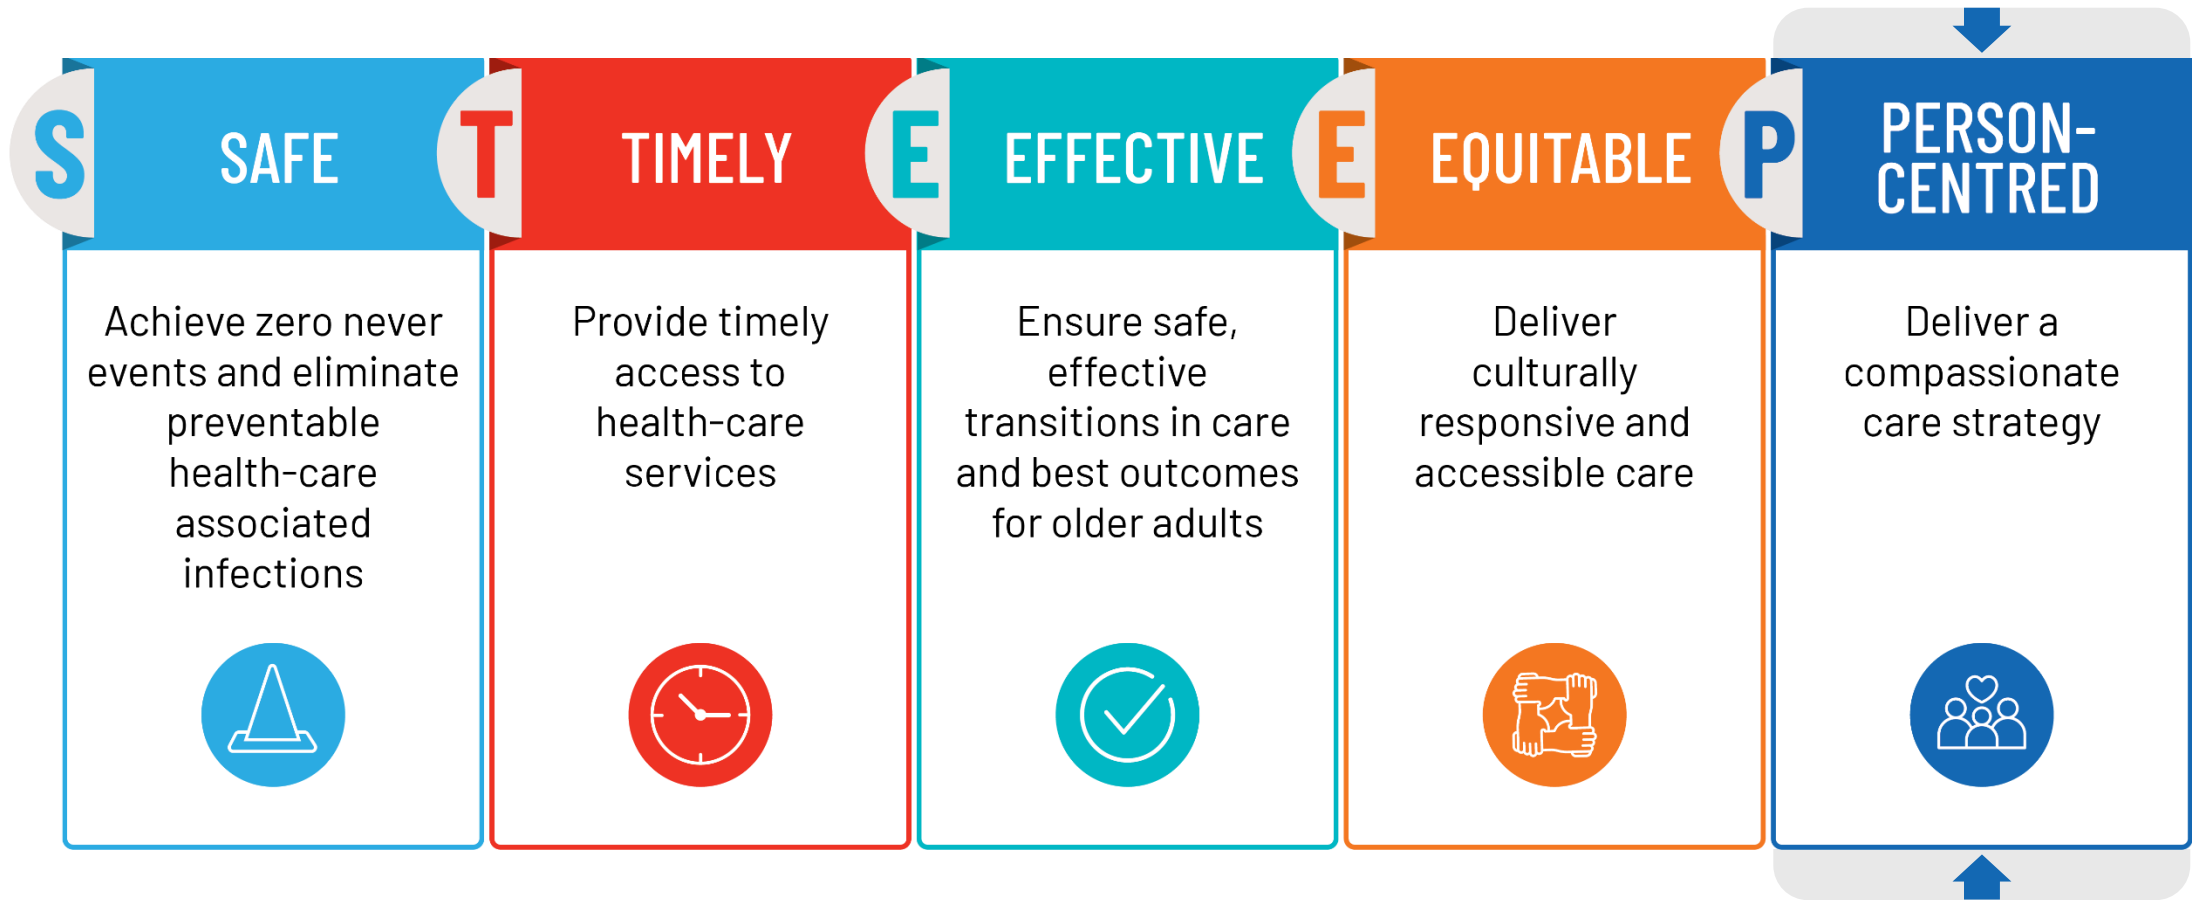 S
SAFE
Achieve zero never
events and eliminate
preventable
health-care
associated
infections
T
TIMELY
Provide timely
access to
health-care
services
E
EFFECTIVE
Ensure safe,
effective
transitions in care
and best outcomes
for older adults
E
EQUITABLE
Deliver
culturally
responsive and
accessible care
P
PERSON-
CENTRED
Deliver a
compassionate
care strategy